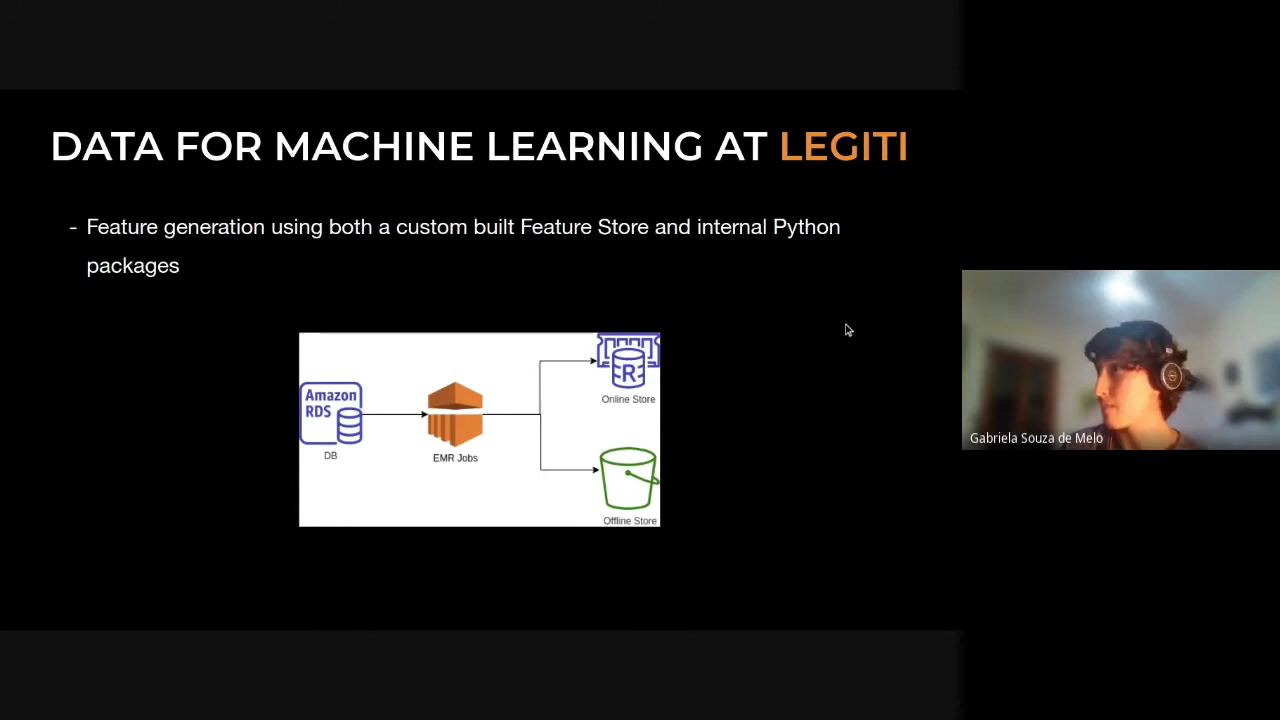 DATA FOR MACHINE LEARNING AT LEGITI
- Feature generation using both a custom built Feature Store and internal Python
packages
Amazon
RDS
DB
EMR Jobs
R
Online Store
Offline Store
Gabriela Souza de Melo